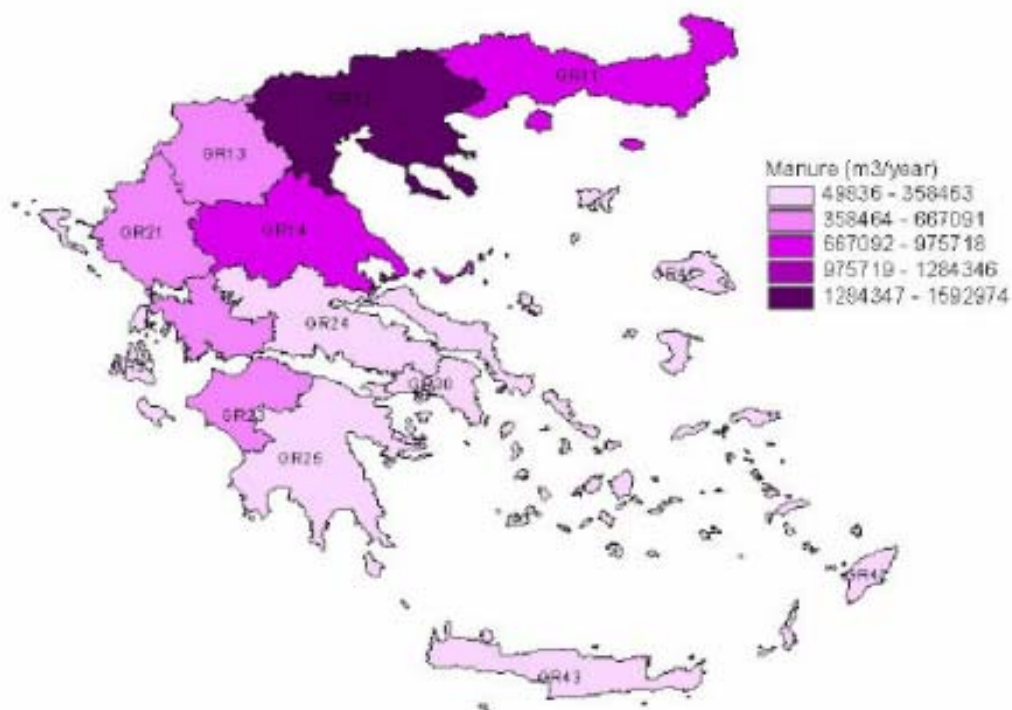 GR11
GR13
GR21
GR14
GR24
GR30
GR23
GR25
GR42
GR43
Manure (m3/year)
49836 - 358463
358464 - 667091
667092 - 975718
975719 - 1284346
1284347 - 1592974